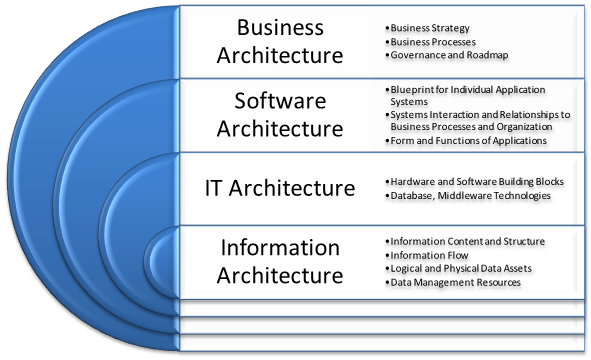 Business
Architecture
•Business Strategy
•Business Processes
•Governance and Roadmap
Software
Architecture
•Blueprint for Individual Application
Systems
•Systems Interaction and Relationships to
Business Processes and Organization
•Form and Functions of Applications
IT Architecture
•Hardware and Software Building Blocks
•Database, Middleware Technologies
Information
Architecture
•Information Content and Structure
•Information Flow
•Logical and Physical Data Assets
•Data Management Resources